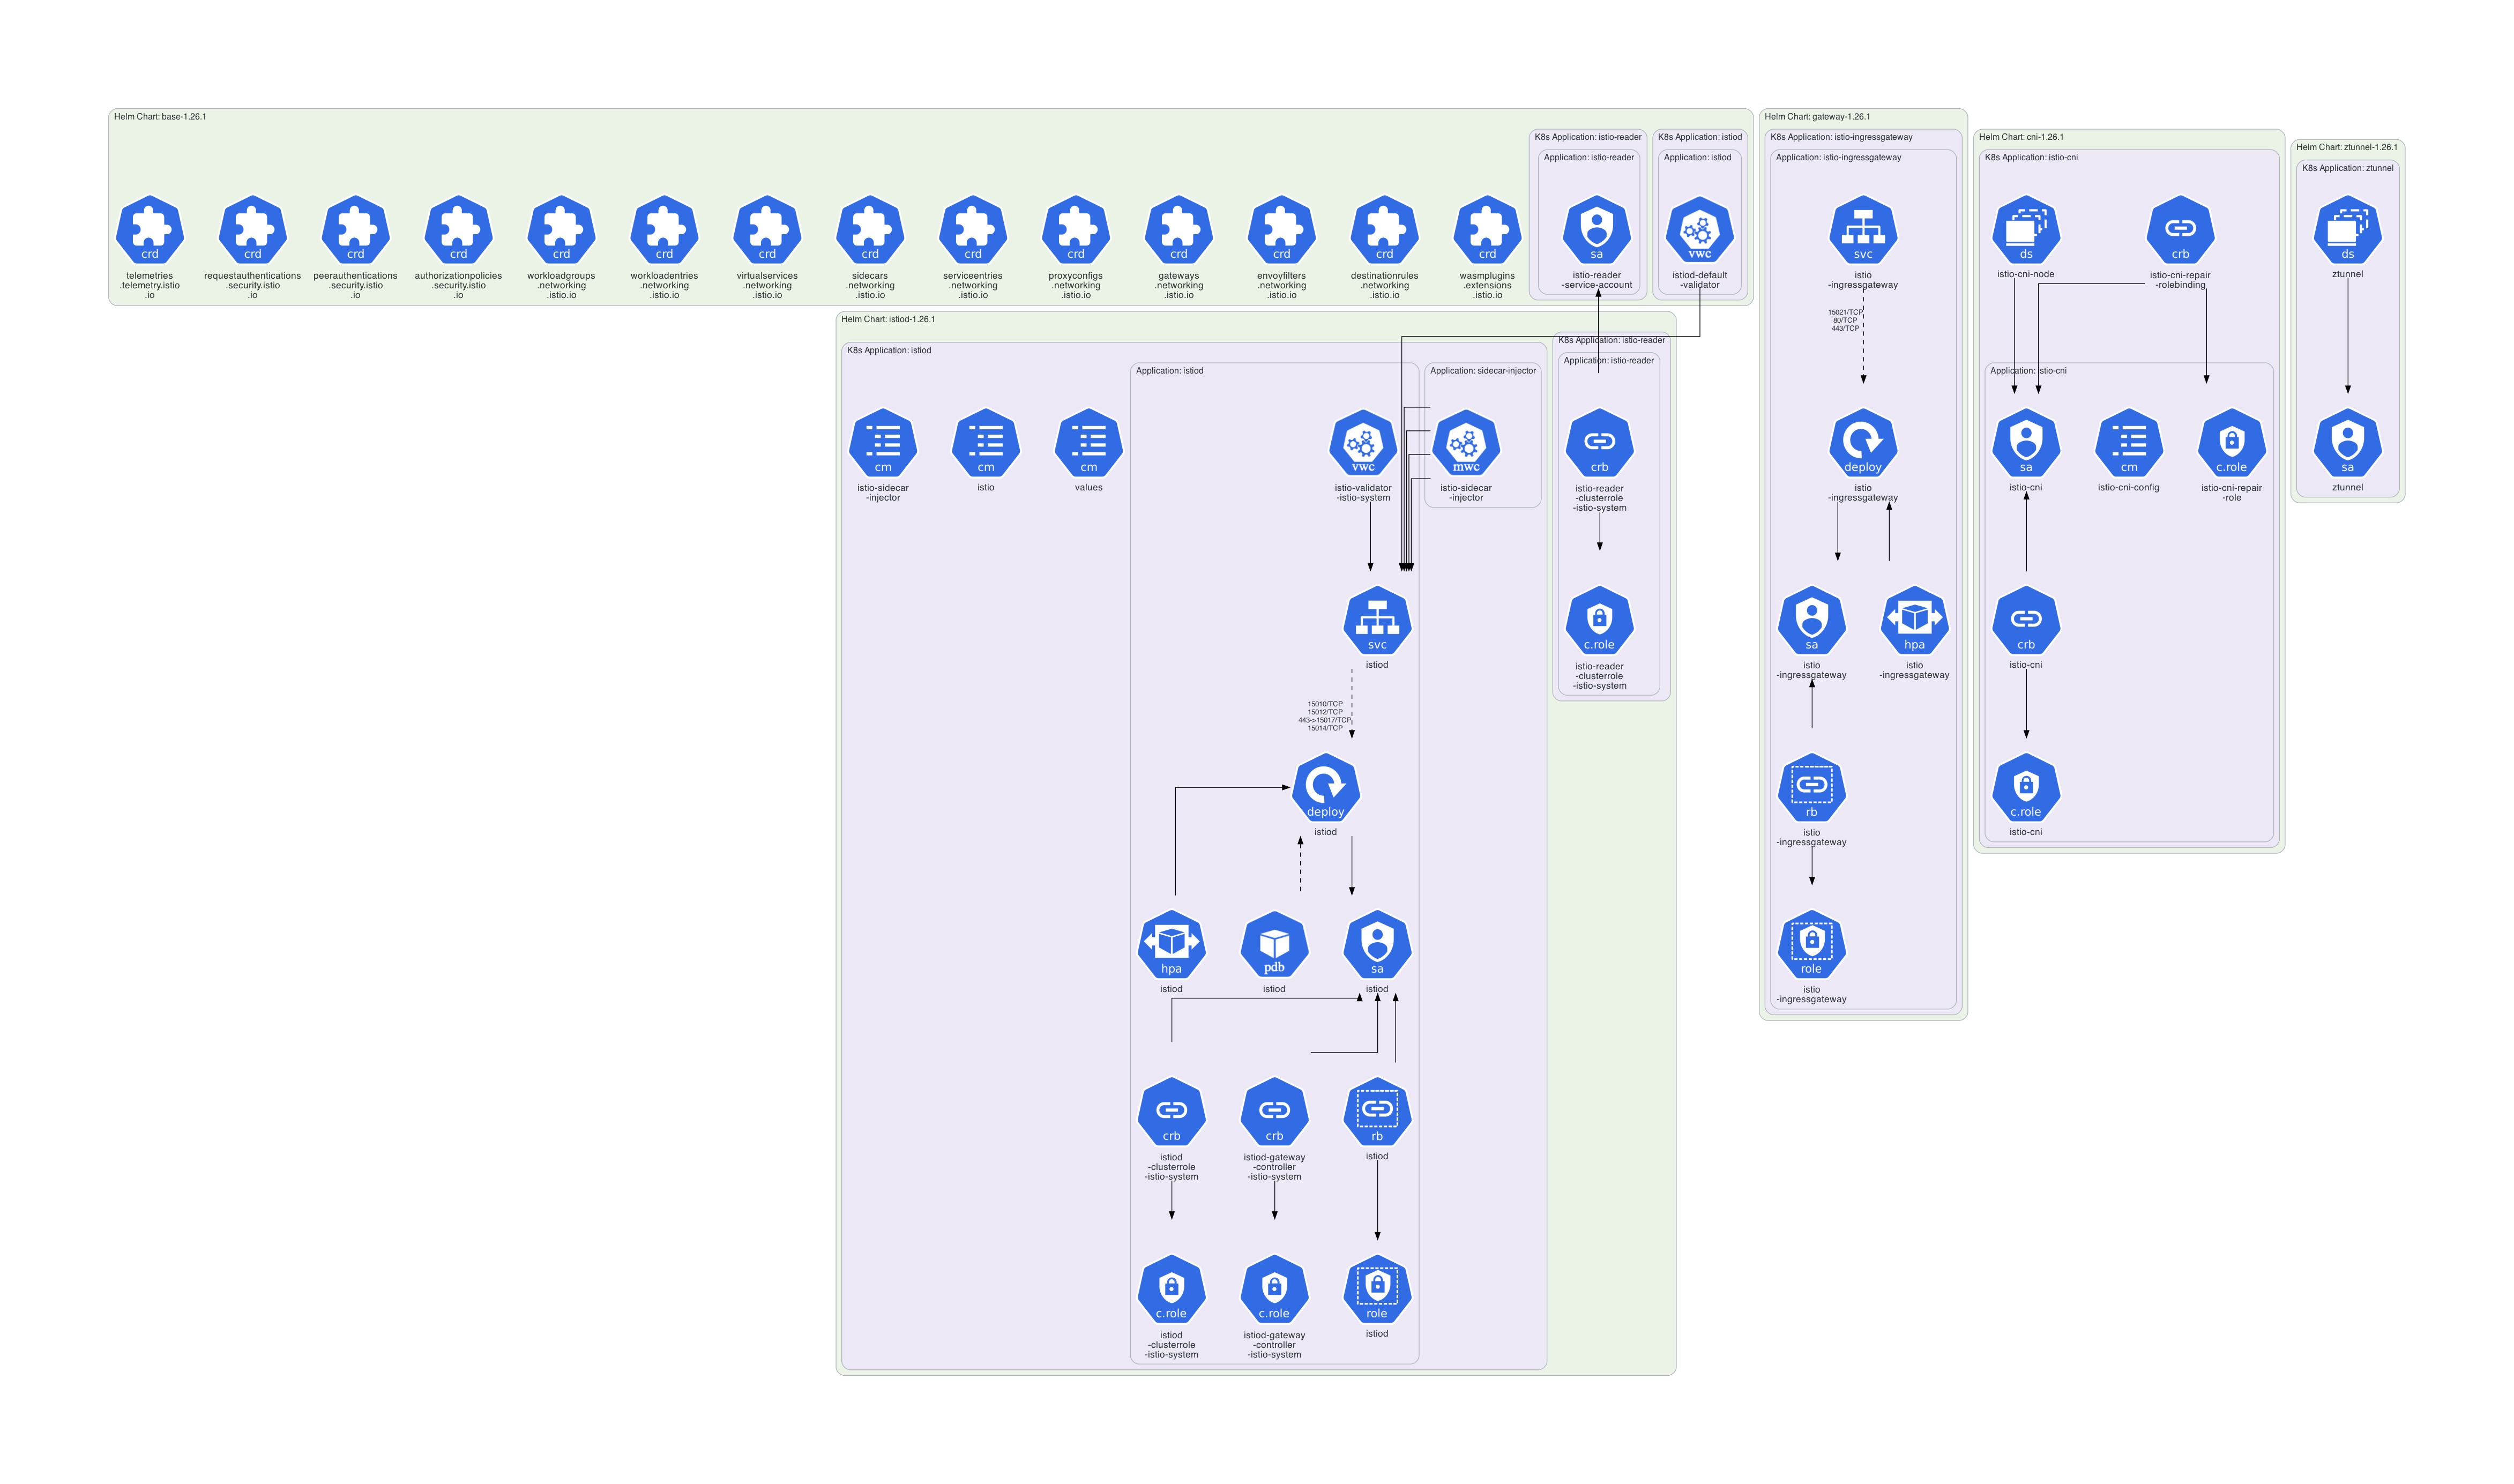 Helm Chart: base-1.26.1
crd
telemetries
.telemetry.istio
.io
crd
requestauthentications
.security.istio
.io
crd
peerauthentications
.security.istio
.io
crd
authorizationpolicies
.security.istio
.io
crd
workloadgroups
.networking
.istio.io
crd
workloadentries
.networking
.istio.io
crd
virtualservices
.networking
.istio.io
crd
sidecars
.networking
.istio.io
crd
serviceentries
.networking
.istio.io
crd
proxyconfigs
.networking
.istio.io
crd
gateways
.networking
.istio.io
crd
envoyfilters
.networking
.istio.io
crd
destinationrules
.networking
.istio.io
crd
wasmplugins
.extensions
.istio.io
K8s Application: istio-reader
Application: istio-reader
sa
istio-reader
-service-account
K8s Application: istiod
Application: istiod
vwc
istiod-default
-validator
Helm Chart: istiod-1.26.1
K8s Application: istiod
cm
istio-sidecar
-injector
cm
istio
cm
values
Application: istiod
vwc
istio-validator
-istio-system
Application: sidecar-injector
mwc
istio-sidecar
-injector
svc
istiod
15010/TCP
15012/TCP
443->15017/TCP
15014/TCP
deploy
istiod
hpa
istiod
pdb
istiod
sa
istiod
crb
istiod
-clusterrole
-istio-system
crb
istiod-gateway
-controller
-istio-system
rb
istiod
c.role
istiod
-clusterrole
-istio-system
c.role
istiod-gateway
-controller
-istio-system
role
istiod
K8s Application: istio-reader
Application: istio-reader
crb
istio-reader
-clusterrole
-istio-system
c.role
istio-reader
-clusterrole
-istio-system
Helm Chart: gateway-1.26.1
K8s Application: istio-ingressgateway
Application: istio-ingressgateway
svc
istio
-ingressgateway
15021/TCP
80/TCP
443/TCP
deploy
istio
-ingressgateway
sa
istio
-ingressgateway
hpa
istio
-ingressgateway
rb
istio
-ingressgateway
role
istio
-ingressgateway
Helm Chart: cni-1.26.1
K8s Application: istio-cni
ds
istio-cni-node
crb
istio-cni-repair
-rolebinding
Application: istio-cni
sa
istio-cni
cm
istio-cni-config
c.role
istio-cni-repair
-role
crb
istio-cni
c.role
istio-cni
Helm Chart: ztunnel-1.26.1
K8s Application: ztunnel
ds
ztunnel
sa
ztunnel